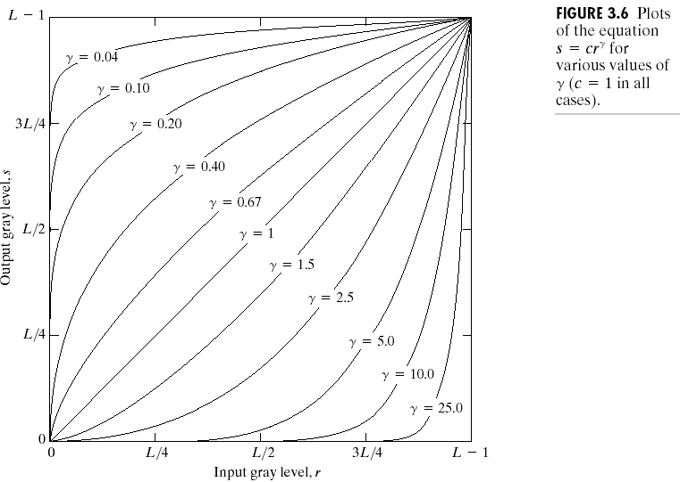 L − 1
γ = 0.04
γ = 0.10
3L/4
γ = 0.20
γ = 0.40
γ = 0.67
L/2
γ = 1
γ = 1.5
γ = 2.5
L/4
γ = 5.0
γ = 10.0
γ = 25.0
0
0
L/4
L/2
3L/4
L − 1
Output gray level, s
Input gray level, r
FIGURE 3.6 Plots
of the equation
s = crᵞ for
various values of
γ (c = 1 in all
cases).